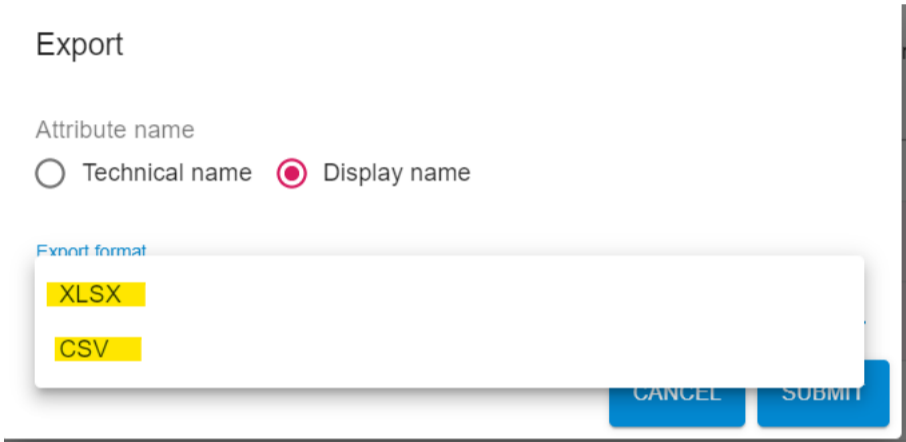 Export
Attribute name
Technical name Display name
Export format
XLSX
CSV
CANCEL SUBMIT